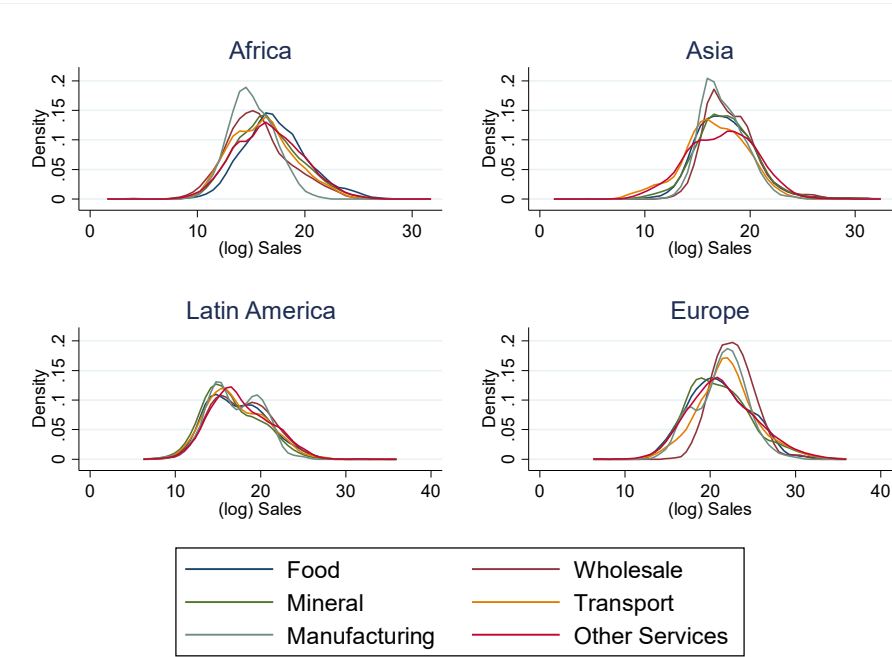 Africa
Density
0 .05 .1 .15 .2
0 10 20 30
(log) Sales
Asia
Density
0 .05 .1 .15 .2
0 10 20 30
(log) Sales
Latin America
Density
0 .05 .1 .15 .2
0 10 20 30 40
(log) Sales
Europe
Density
0 .05 .1 .15 .2
0 10 20 30 40
(log) Sales
Food Wholesale
Mineral Transport
Manufacturing Other Services